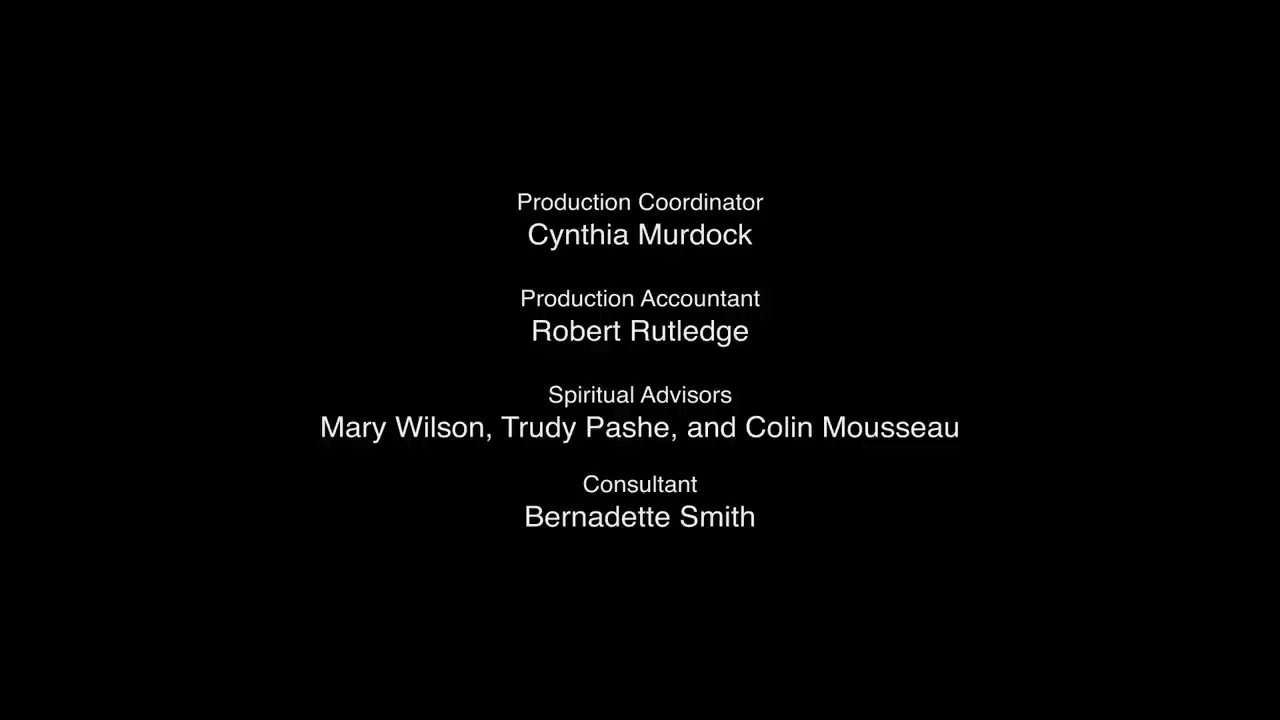 Production Coordinator
Cynthia Murdock
Production Accountant
Robert Rutledge
Spiritual Advisors
Mary Wilson, Trudy Pashe, and Colin Mousseau
Consultant
Bernadette Smith